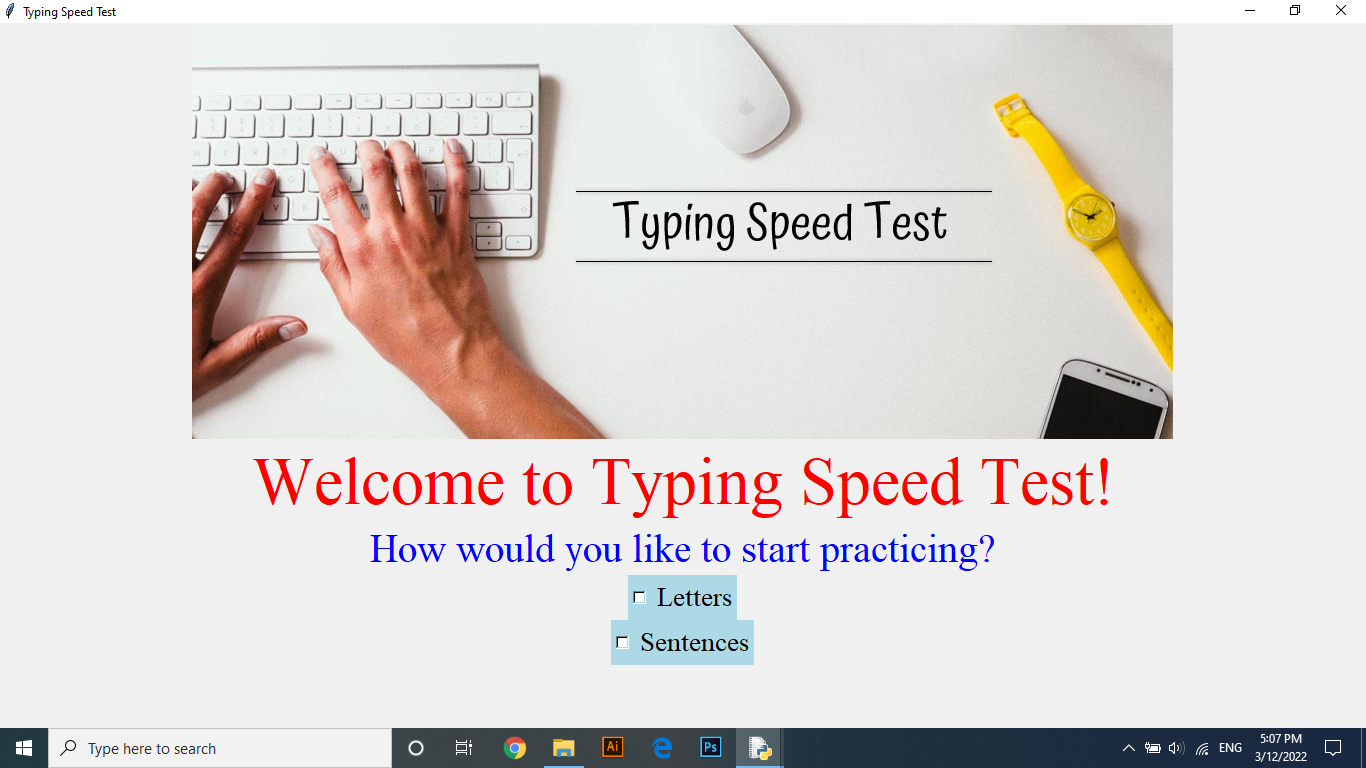 Typing Speed Test
Typing Speed Test
Welcome to Typing Speed Test!
How would you like to start practicing?
Letters
Sentences
Type here to search
Ai
Ps
ENG
5:07 PM
3/12/2022